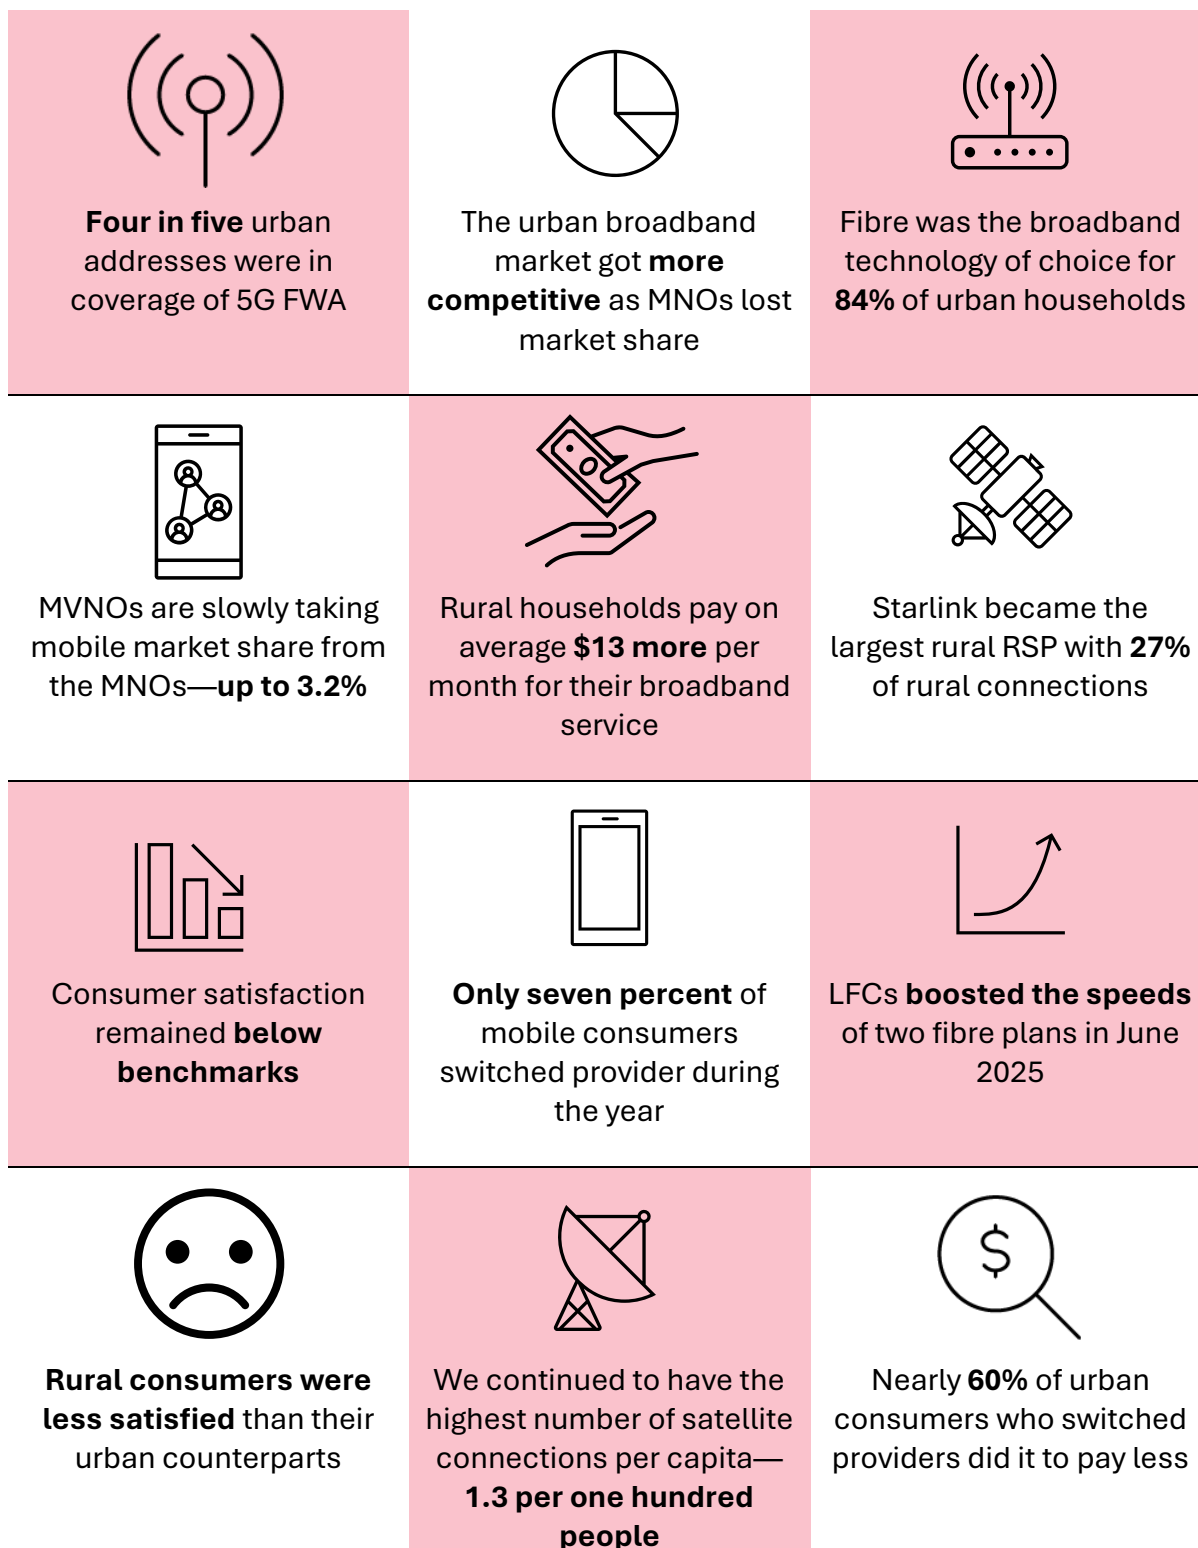 Four in five urban
addresses were in
coverage of 5G FWA
The urban broadband
market got more
competitive as MNOs lost
market share
Fibre was the broadband
technology of choice for
84% of urban households
MVNOs are slowly taking
mobile market share from
the MNOs—up to 3.2%
Rural households pay on
average $13 more per
month for their broadband
service
Starlink became the
largest rural RSP with 27%
of rural connections
Consumer satisfaction
remained below
benchmarks
Only seven percent of
mobile consumers
switched provider during
the year
LFCs boosted the speeds
of two fibre plans in June
2025
Rural consumers were
less satisfied than their
urban counterparts
We continued to have the
highest number of satellite
connections per capita—
1.3 per one hundred
people
$
Nearly 60% of urban
consumers who switched
providers did it to pay less